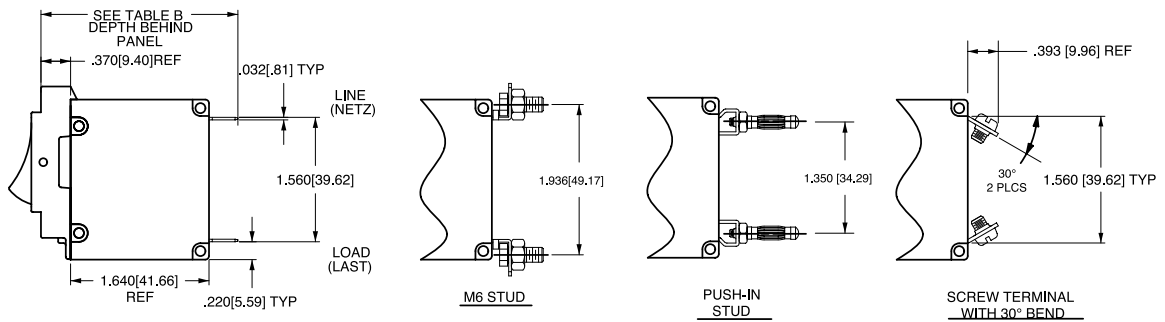 SEE TABLE B
DEPTH BEHIND
PANEL
.370[9.40]REF
.032[.81] TYP
LINE
(NETZ)
1.560[39.62]
LOAD
(LAST)
1.640[41.66]
REF
.220[5.59] TYP
1.936[49.17]
M6 STUD
1.350 [34.29]
PUSH-IN
STUD
.393 [9.96] REF
30°
2 PLCS
1.560 [39.62] TYP
SCREW TERMINAL
WITH 30° BEND